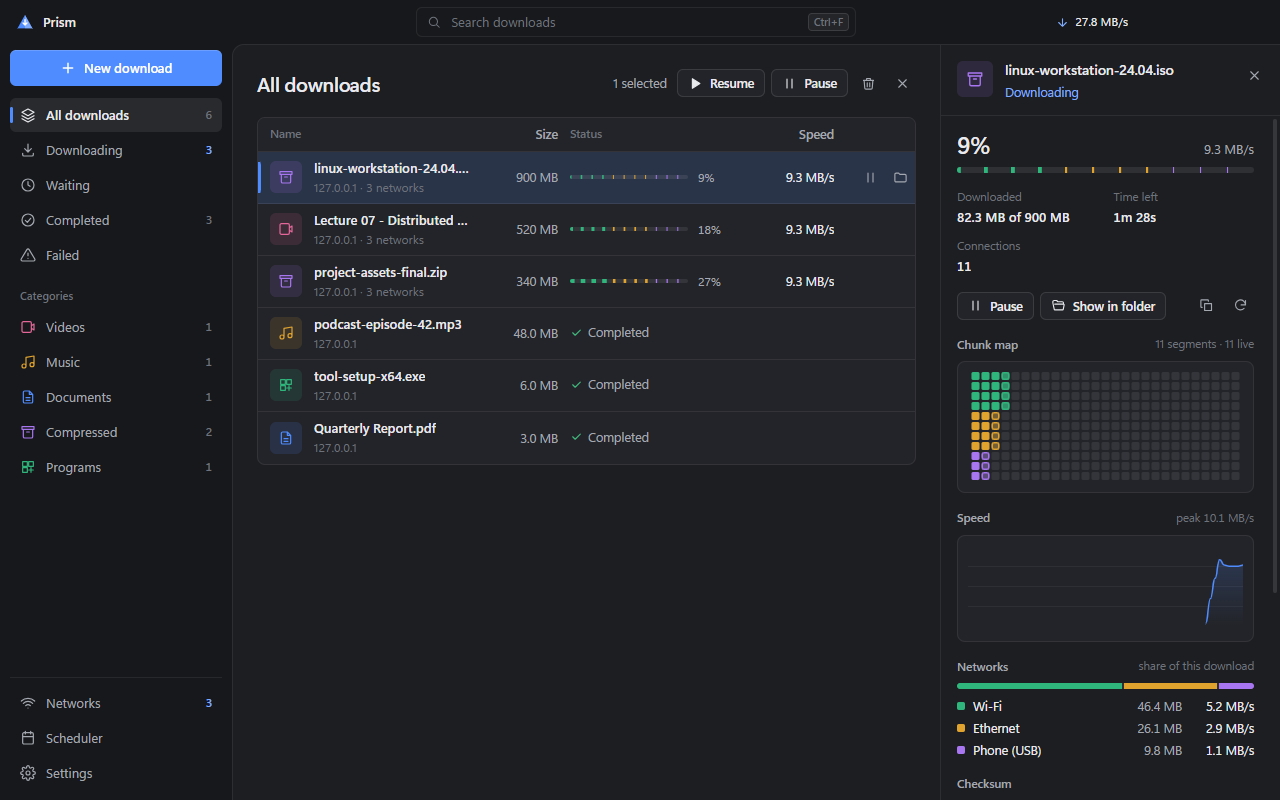 Prism
Search downloads
Ctrl+F
27.8 MB/s
New download
All downloads 6
Downloading 3
Waiting
Completed 3
Failed
Categories
Videos 1
Music 1
Documents 1
Compressed 2
Programs 1
Networks 3
Scheduler
Settings
All downloads
1 selected
Resume
Pause
Name Size Status Speed
linux-workstation-24.04.... 900 MB 9% 9.3 MB/s
127.0.0.1 · 3 networks
Lecture 07 - Distributed ... 520 MB 18% 9.3 MB/s
127.0.0.1 · 3 networks
project-assets-final.zip 340 MB 27% 9.3 MB/s
127.0.0.1 · 3 networks
podcast-episode-42.mp3 48.0 MB Completed
127.0.0.1
tool-setup-x64.exe 6.0 MB Completed
127.0.0.1
Quarterly Report.pdf 3.0 MB Completed
127.0.0.1
linux-workstation-24.04.iso
Downloading
9% 9.3 MB/s
Downloaded Time left
82.3 MB of 900 MB 1m 28s
Connections
11
Pause Show in folder
Chunk map 11 segments · 11 live
Speed peak 10.1 MB/s
Networks share of this download
Wi-Fi 46.4 MB 5.2 MB/s
Ethernet 26.1 MB 2.9 MB/s
Phone (USB) 9.8 MB 1.1 MB/s
Checksum